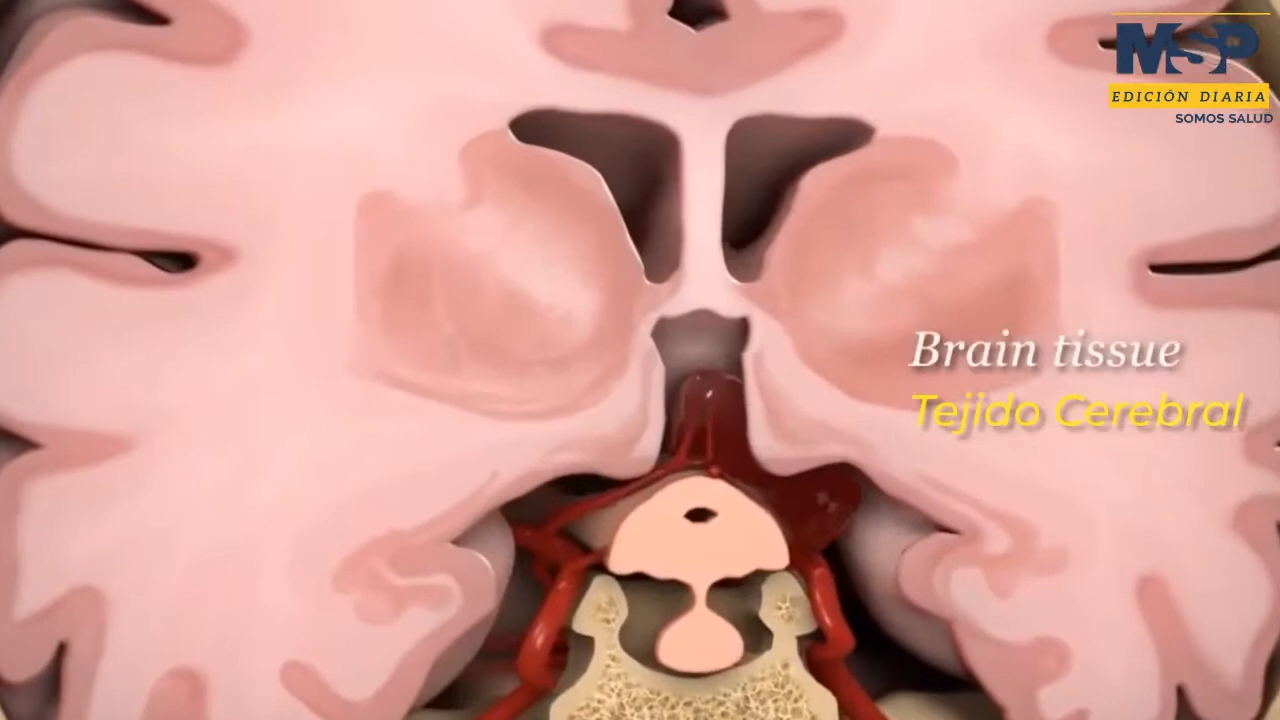 MSP
EDICIÓN DIARIA
SOMOS SALUD
Brain tissue
Tejido Cerebral